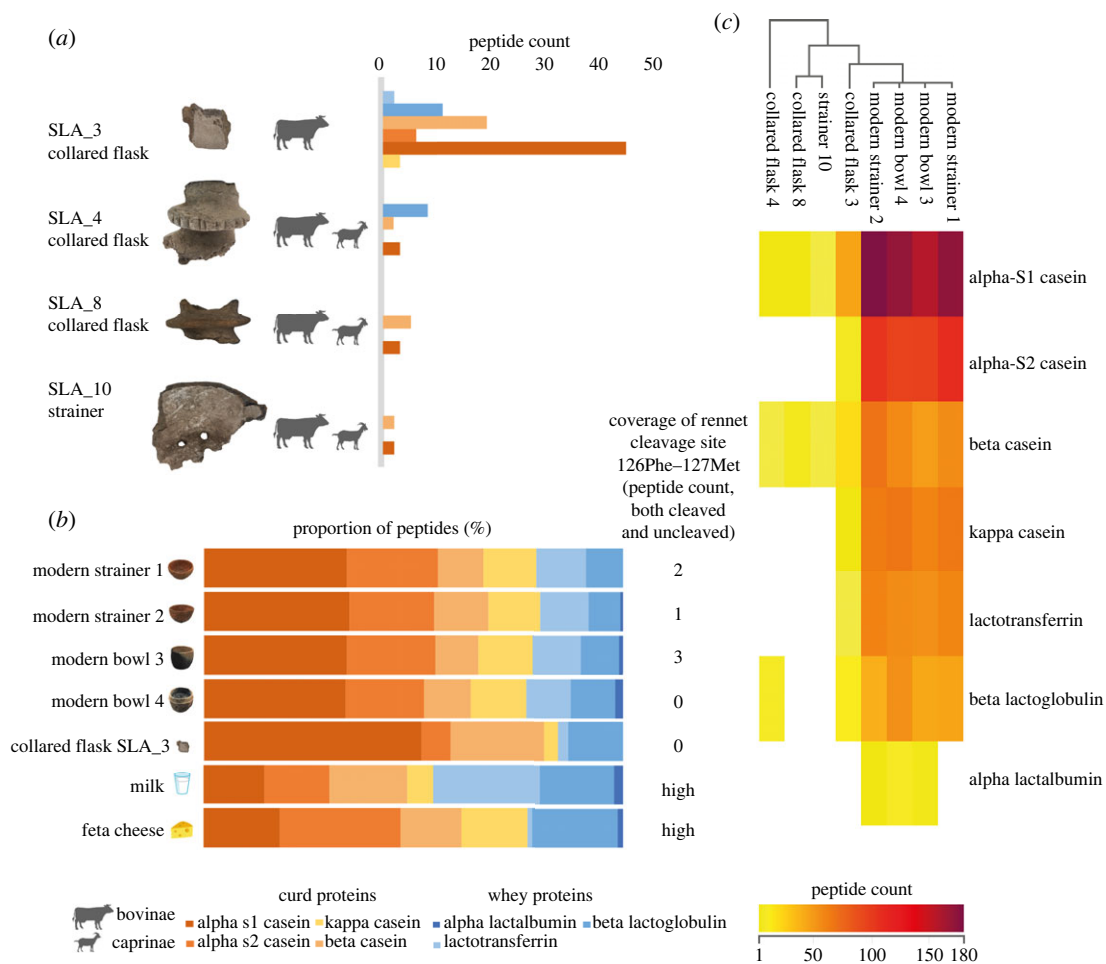 (a)
peptide count
0 10 20 30 40 50
SLA_3
collared flask
SLA_4
collared flask
SLA_8
collared flask
SLA_10
strainer
(b)
proportion of peptides (%)
coverage of rennet
cleavage site
126Phe–127Met
(peptide count,
both cleaved
and uncleaved)
modern strainer 1
2
modern strainer 2
1
modern bowl 3
3
modern bowl 4
0
collared flask SLA_3
0
milk
high
feta cheese
high
bovinae
caprinae
curd proteins
alpha s1 casein
kappa casein
alpha s2 casein
beta casein
whey proteins
alpha lactalbumin
beta lactoglobulin
lactotransferrin
(c)
collared flask 4
collared flask 8
strainer 10
collared flask 3
modern strainer 2
modern bowl 4
modern bowl 3
modern strainer 1
alpha-S1 casein
alpha-S2 casein
beta casein
kappa casein
lactotransferrin
beta lactoglobulin
alpha lactalbumin
peptide count
1 50 100 150 180